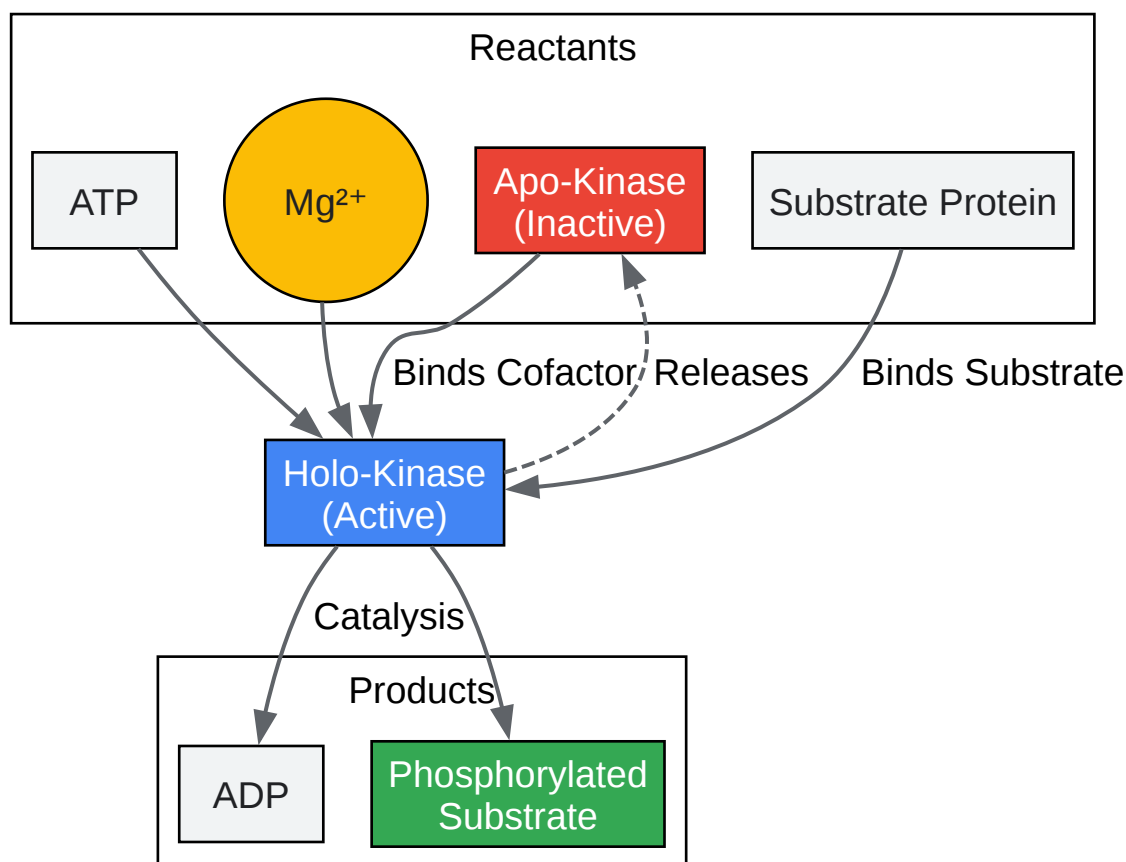 Reactants
ATP
Mg²⁺
Apo-Kinase
(Inactive)
Substrate Protein
Binds Cofactor
Releases
Binds Substrate
Holo-Kinase
(Active)
Catalysis
Products
ADP
Phosphorylated
Substrate